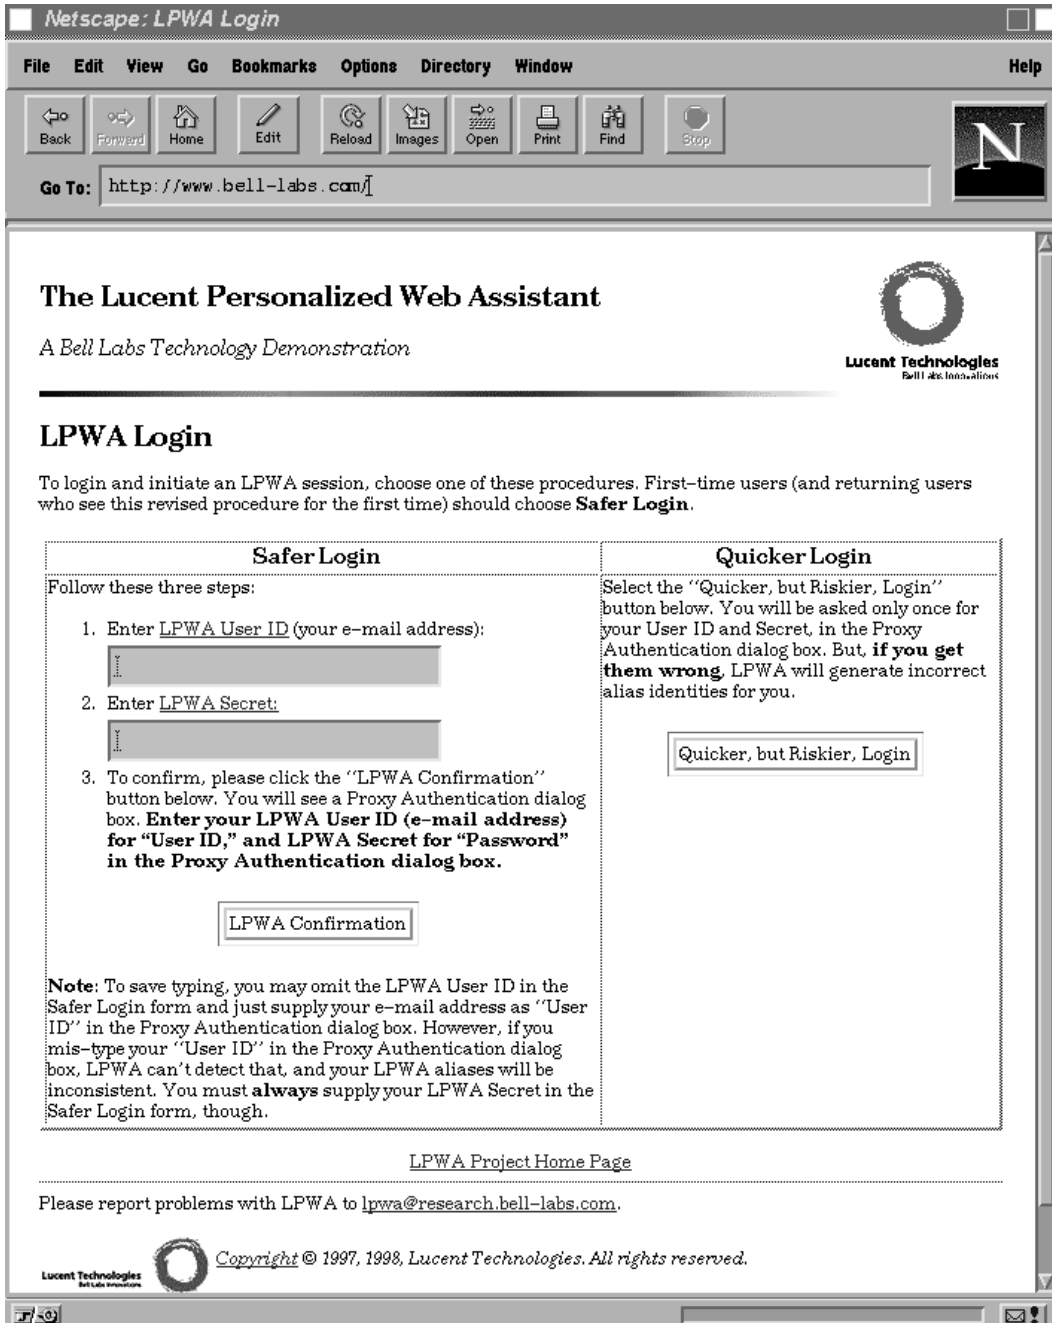 Netscape: LPWA Login
File Edit View Go Bookmarks Options Directory Window Help
Back Forward Home Edit Reload Images Open Print Find Stop
N
Go To: http://www.bell-labs.com/
The Lucent Personalized Web Assistant
A Bell Labs Technology Demonstration
Lucent Technologies
Bell Labs Innovations
LPWA Login
To login and initiate an LPWA session, choose one of these procedures. First-time users (and returning users
who see this revised procedure for the first time) should choose Safer Login.
Safer Login
Follow these three steps:
1. Enter LPWA User ID (your e-mail address):
2. Enter LPWA Secret:
3. To confirm, please click the ''LPWA Confirmation''
button below. You will see a Proxy Authentication dialog
box. Enter your LPWA User ID (e-mail address)
for “User ID,” and LPWA Secret for “Password”
in the Proxy Authentication dialog box.
LPWA Confirmation
Note: To save typing, you may omit the LPWA User ID in the
Safer Login form and just supply your e-mail address as ''User
ID'' in the Proxy Authentication dialog box. However, if you
mis-type your ''User ID'' in the Proxy Authentication dialog
box, LPWA can't detect that, and your LPWA aliases will be
inconsistent. You must always supply your LPWA Secret in the
Safer Login form, though.
Quicker Login
Select the ''Quicker, but Riskier, Login''
button below. You will be asked only once for
your User ID and Secret, in the Proxy
Authentication dialog box. But, if you get
them wrong, LPWA will generate incorrect
alias identities for you.
Quicker, but Riskier, Login
LPWA Project Home Page
Please report problems with LPWA to lpwa@research.bell-labs.com.
Lucent Technologies
Bell Labs Innovations
Copyright © 1997, 1998, Lucent Technologies. All rights reserved.